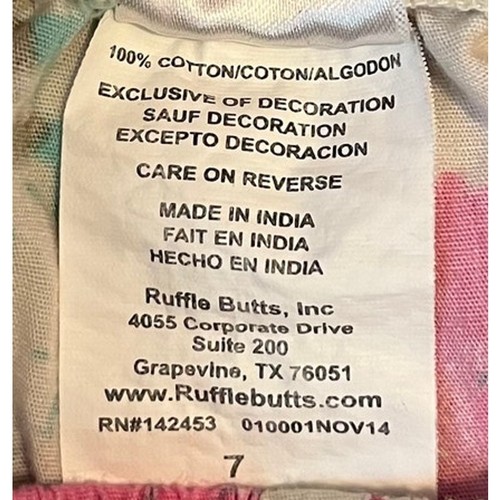 100% COTTON/COTON/ALGODON
EXCLUSIVE OF DECORATION
SAUF DECORATION
EXCEPTO DECORACION
CARE ON REVERSE
MADE IN INDIA
FAIT EN INDIA
HECHO EN INDIA
Ruffle Butts, Inc
4055 Corporate Drive
Suite 200
Grapevine, TX 76051
www.Rufflebutts.com
RN#142453 010001NOV14
7